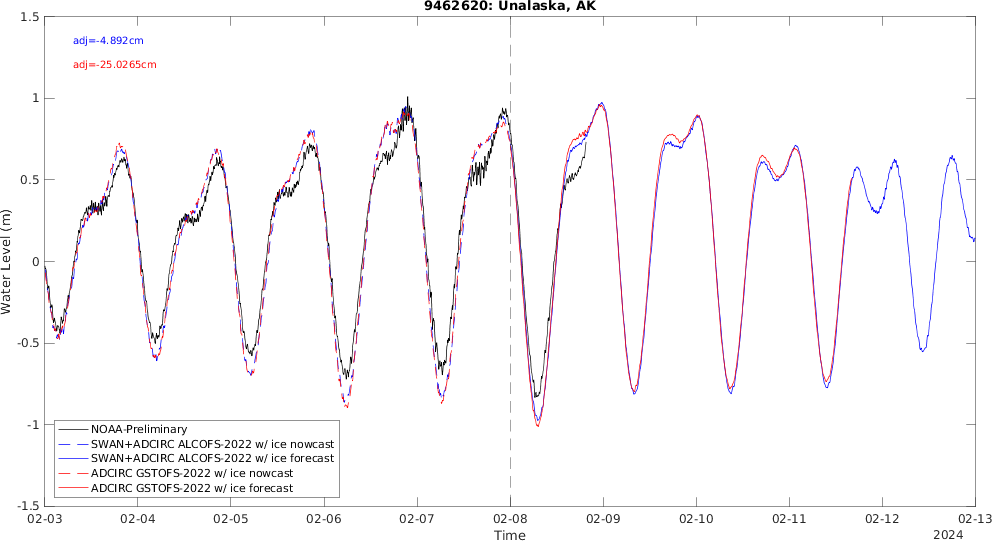 9462620: Unalaska, AK
1.5
adj=-4.892cm
adj=-25.0265cm
1
0.5
0
-0.5
-1
-1.5
Water Level (m)
NOAA-Preliminary
SWAN+ADCIRC ALCOFS-2022 w/ ice nowcast
SWAN+ADCIRC ALCOFS-2022 w/ ice forecast
ADCIRC GSTOFS-2022 w/ ice nowcast
ADCIRC GSTOFS-2022 w/ ice forecast
02-03 02-04 02-05 02-06 02-07 02-08 02-09 02-10 02-11 02-12 02-13
Time
2024